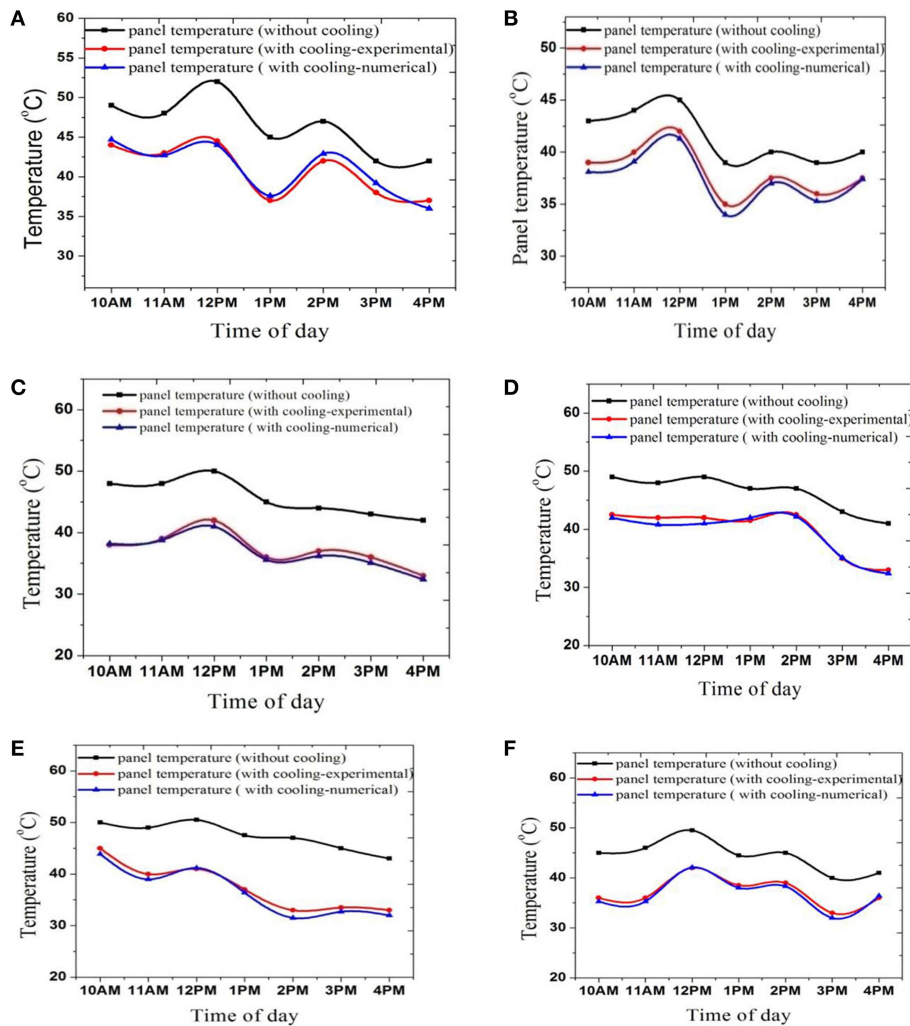 A
60
55
50
45
40
35
30
Temperature (°C)
panel temperature (without cooling)
panel temperature (with cooling-experimental)
panel temperature ( with cooling-numerical)
10AM 11AM 12PM 1PM 2PM 3PM 4PM
Time of day
B
50
45
40
35
30
Panel temperature (°C)
panel temperature (without cooling)
panel temperature (with cooling-experimental)
panel temperature ( with cooling-numerical)
10AM 11AM 12PM 1PM 2PM 3PM 4PM
Time of day
C
60
50
40
30
20
Temperature (°C)
panel temperature (without cooling)
panel temperature (with cooling-experimental)
panel temperature ( with cooling-numerical)
10AM 11AM 12PM 1PM 2PM 3PM 4PM
Time of day
D
60
50
40
30
20
Temperature (°C)
panel temperature (without cooling)
panel temperature (with cooling-experimental)
panel temperature ( with cooling-numerical)
10AM 11AM 12PM 1PM 2PM 3PM 4PM
Time of day
E
60
50
40
30
20
Temperature (°C)
panel temperature (without cooling)
panel temperature (with cooling-experimental)
panel temperature ( with cooling-numerical)
10AM 11AM 12PM 1PM 2PM 3PM 4PM
Time of day
F
60
50
40
30
20
Temperature (°C)
panel temperature (without cooling)
panel temperature (with cooling-experimental)
panel temperature ( with cooling-numerical)
10AM 11AM 12PM 1PM 2PM 3PM 4PM
Time of day